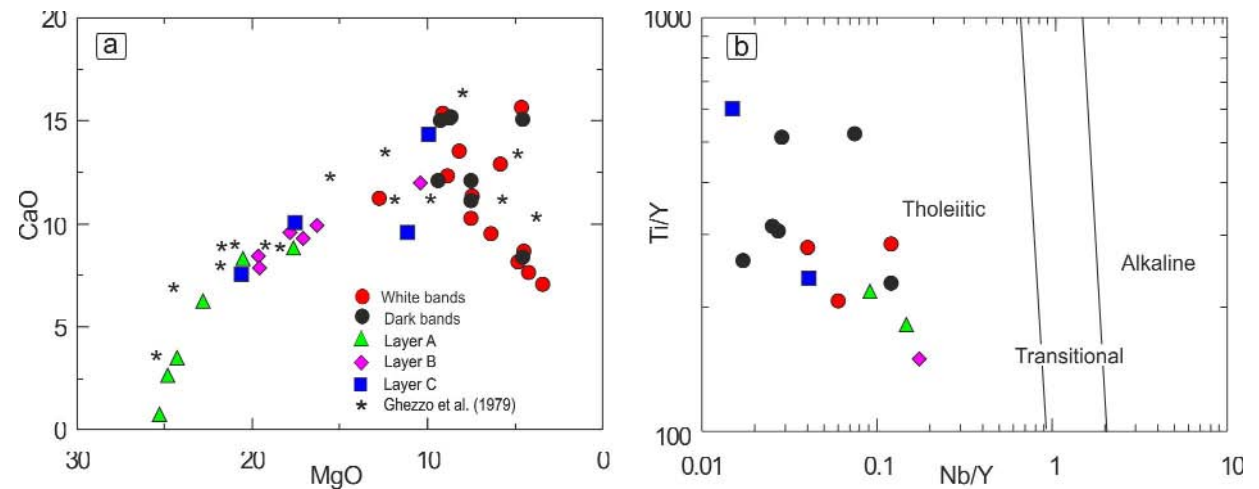 20
15
10
5
0
CaO
a
White bands
Dark bands
Layer A
Layer B
Layer C
* Ghezzo et al. (1979)
30
20
10
0
MgO
1000
100
Ti/Y
b
Tholeiitic
Alkaline
Transitional
0.01
0.1
1
10
Nb/Y